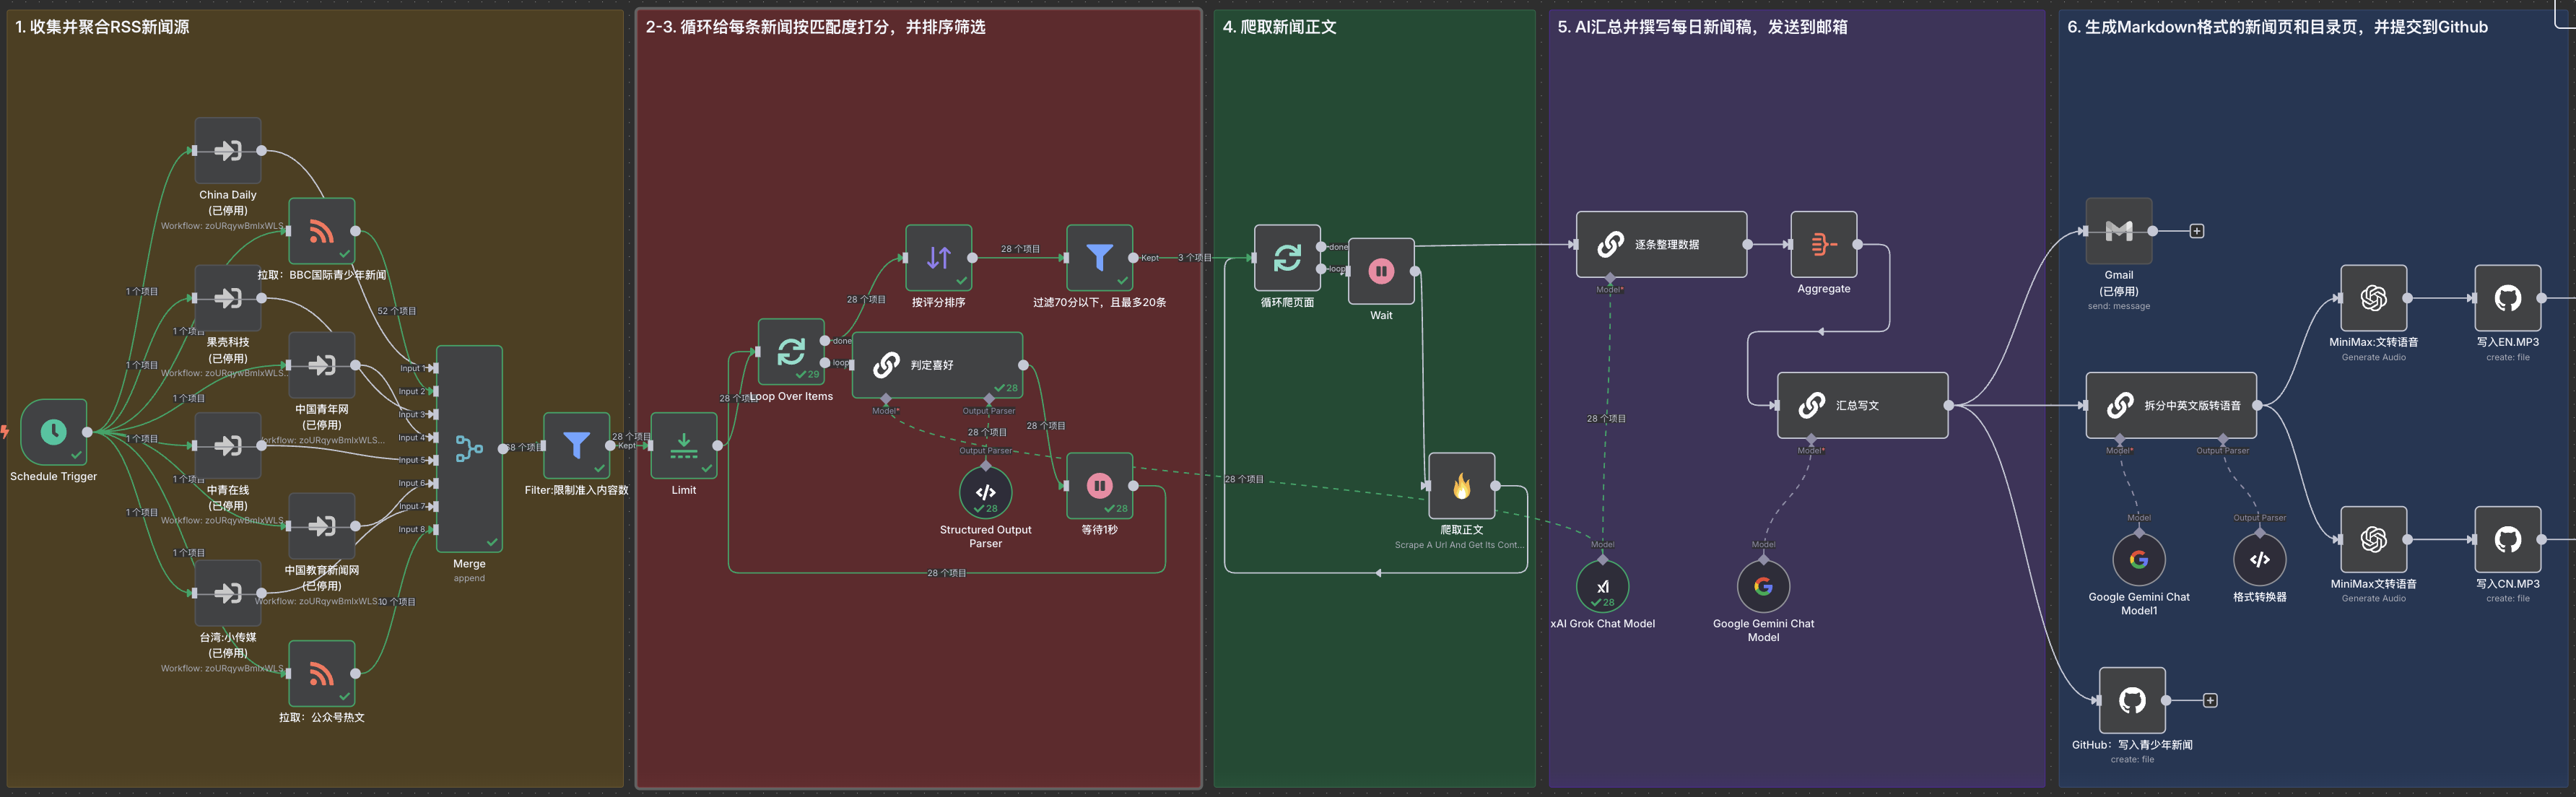 1. 收集并聚合RSS新闻源
China Daily
(已停用)
Workflow: zoURqywBmlxWLS...
拉取：BBC国际青少年新闻
果壳科技
(已停用)
Workflow: zoURqywBmlxWLS...
中国青年网
(已停用)
中青在线
(已停用)
Workflow: zoURqywBmlxWLS...
中国教育新闻网
(已停用)
Workflow: zoURqywBmlxWLS...
台湾:小传媒
(已停用)
Workflow: zoURqywBmlxWLS...
拉取：公众号热文
Schedule Trigger
1 个项目
1 个项目
1 个项目
1 个项目
1 个项目
1 个项目
1 个项目
1 个项目
52 个项目
10 个项目
Input 1
Input 2
Input 3
Input 4
Input 5
Input 6
Input 7
Input 8
Merge
append
Filter:限制准入内容数
Kept
28 个项目
2-3. 循环给每条新闻按匹配度打分，并排序筛选
Limit
28 个项目
Loop Over Items
done
loop
29
28 个项目
按评分排序
28 个项目
过滤70分以下，且最多20条
Kept
3 个项目
判定喜好
28
Model*
Output Parser
28 个项目
Output Parser
28
Structured Output
Parser
28 个项目
28
等待1秒
28 个项目
4. 爬取新闻正文
循环爬页面
done
loop
Wait
28 个项目
爬取正文
Scrape A Url And Get Its Cont...
5. AI汇总并撰写每日新闻稿，发送到邮箱
逐条整理数据
Model*
Aggregate
28 个项目
汇总写文
Model*
Model
28
xAI Grok Chat Model
Model
Google Gemini Chat
Model
6. 生成Markdown格式的新闻页和目录页，并提交到Github
Gmail
(已停用)
send: message
拆分中英文版转语音
Model*
Output Parser
Model
Google Gemini Chat
Model1
Output Parser
格式转换器
MiniMax:文转语音
Generate Audio
写入EN.MP3
create: file
MiniMax文转语音
Generate Audio
写入CN.MP3
create: file
GitHub：写入青少年新闻
create: file